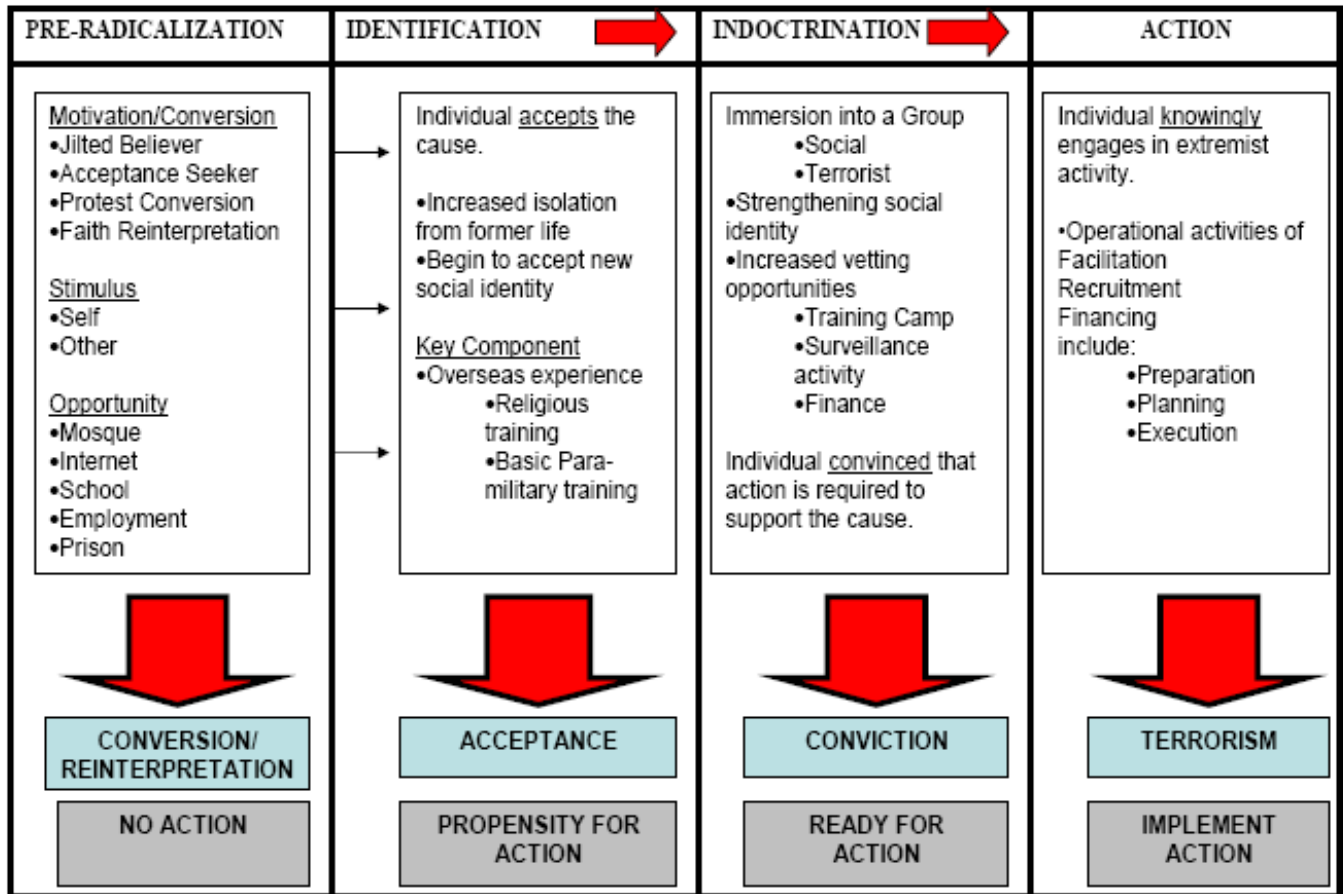 PRE-RADICALIZATION
IDENTIFICATION
INDOCTRINATION
ACTION
Motivation/Conversion
•Jilted Believer
•Acceptance Seeker
•Protest Conversion
•Faith Reinterpretation
Stimulus
•Self
•Other
Opportunity
•Mosque
•Internet
•School
•Employment
•Prison
Individual accepts the
cause.
•Increased isolation
from former life
•Begin to accept new
social identity
Key Component
•Overseas experience
•Religious
training
•Basic Para-
military training
Immersion into a Group
•Social
•Terrorist
•Strengthening social
identity
•Increased vetting
opportunities
•Training Camp
•Surveillance
activity
•Finance
Individual convinced that
action is required to
support the cause.
Individual knowingly
engages in extremist
activity.
•Operational activities of
Facilitation
Recruitment
Financing
include:
•Preparation
•Planning
•Execution
CONVERSION/
REINTERPRETATION
ACCEPTANCE
CONVICTION
TERRORISM
NO ACTION
PROPENSITY FOR
ACTION
READY FOR
ACTION
IMPLEMENT
ACTION